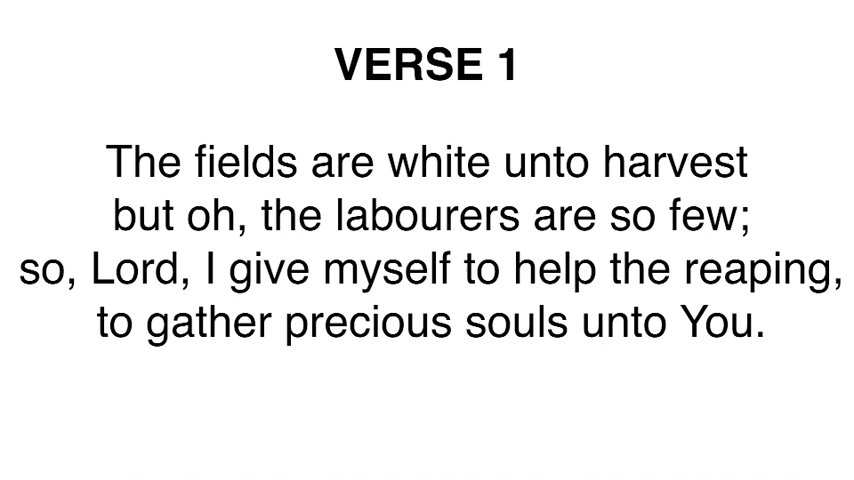 VERSE 1
The fields are white unto harvest
but oh, the labourers are so few;
so, Lord, I give myself to help the reaping,
to gather precious souls unto You.